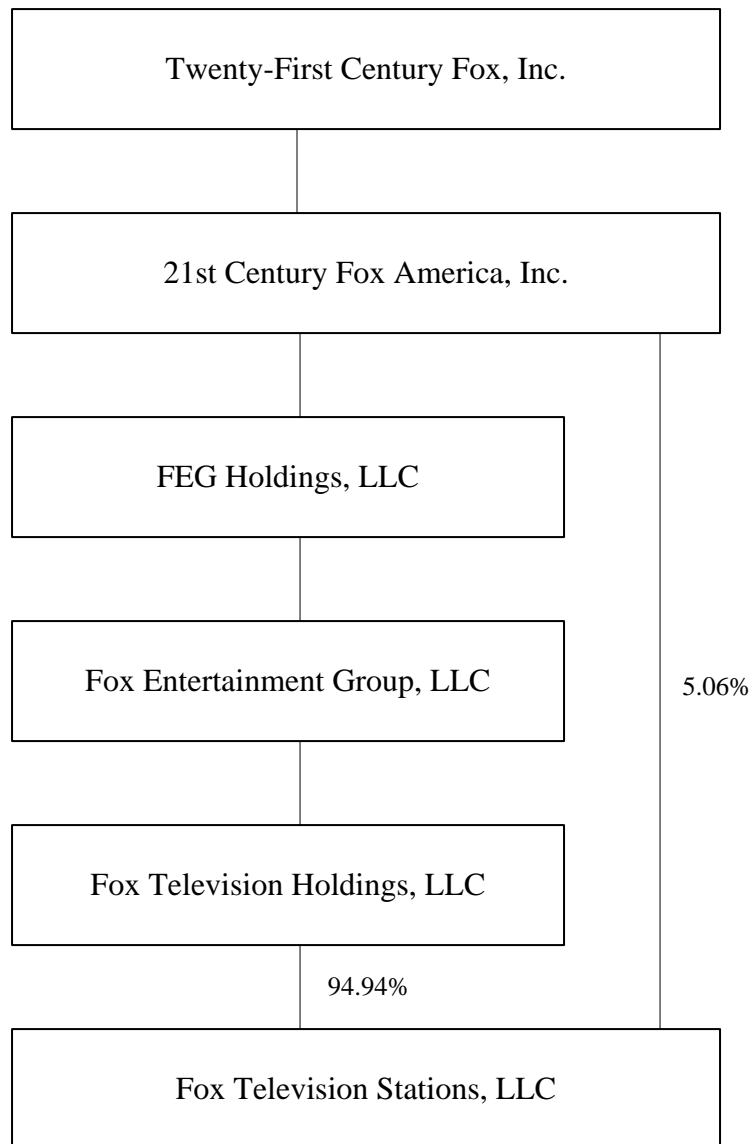 Twenty-First Century Fox, Inc.
21st Century Fox America, Inc.
FEG Holdings, LLC
Fox Entertainment Group, LLC
5.06%
Fox Television Holdings, LLC
94.94%
Fox Television Stations, LLC